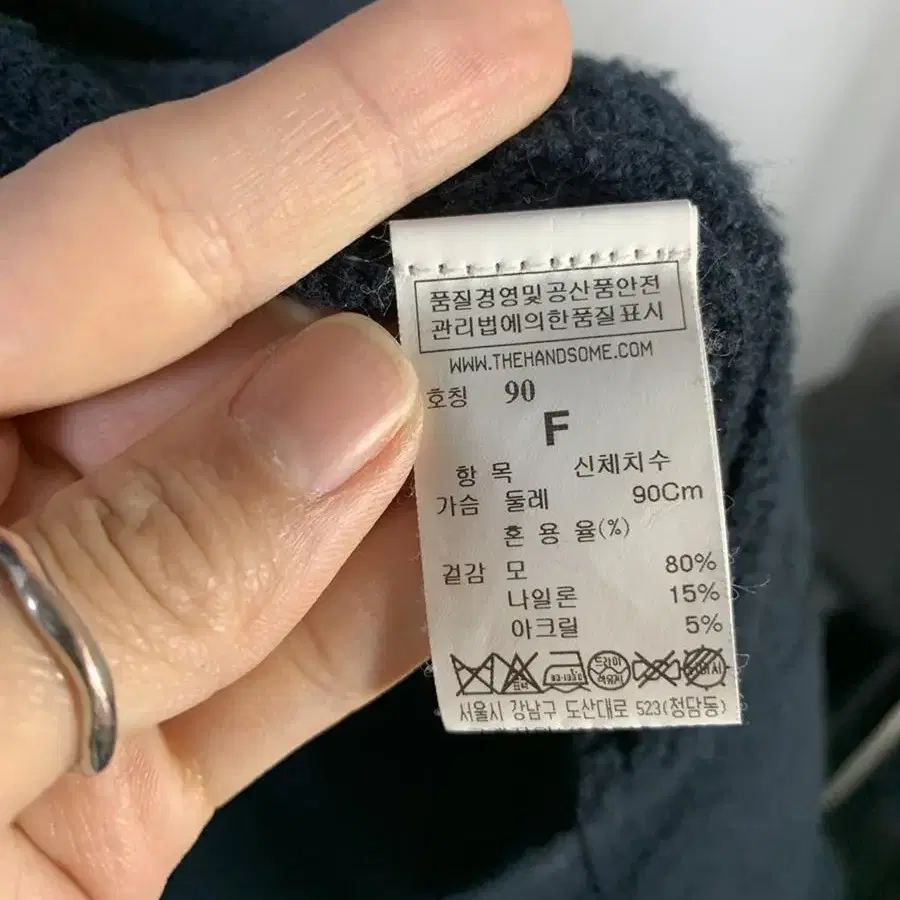 품질경영및공산품안전
관리법에의한품질표시
WWW.THEHANDSOME.COM
호칭 90
F
항 목 신체치수
가슴 둘레 90Cm
혼 용 율(%)
겉감 모 80%
나일론 15%
아크릴 5%
드라이
서울시 강남구 도산대로 523(청담동)